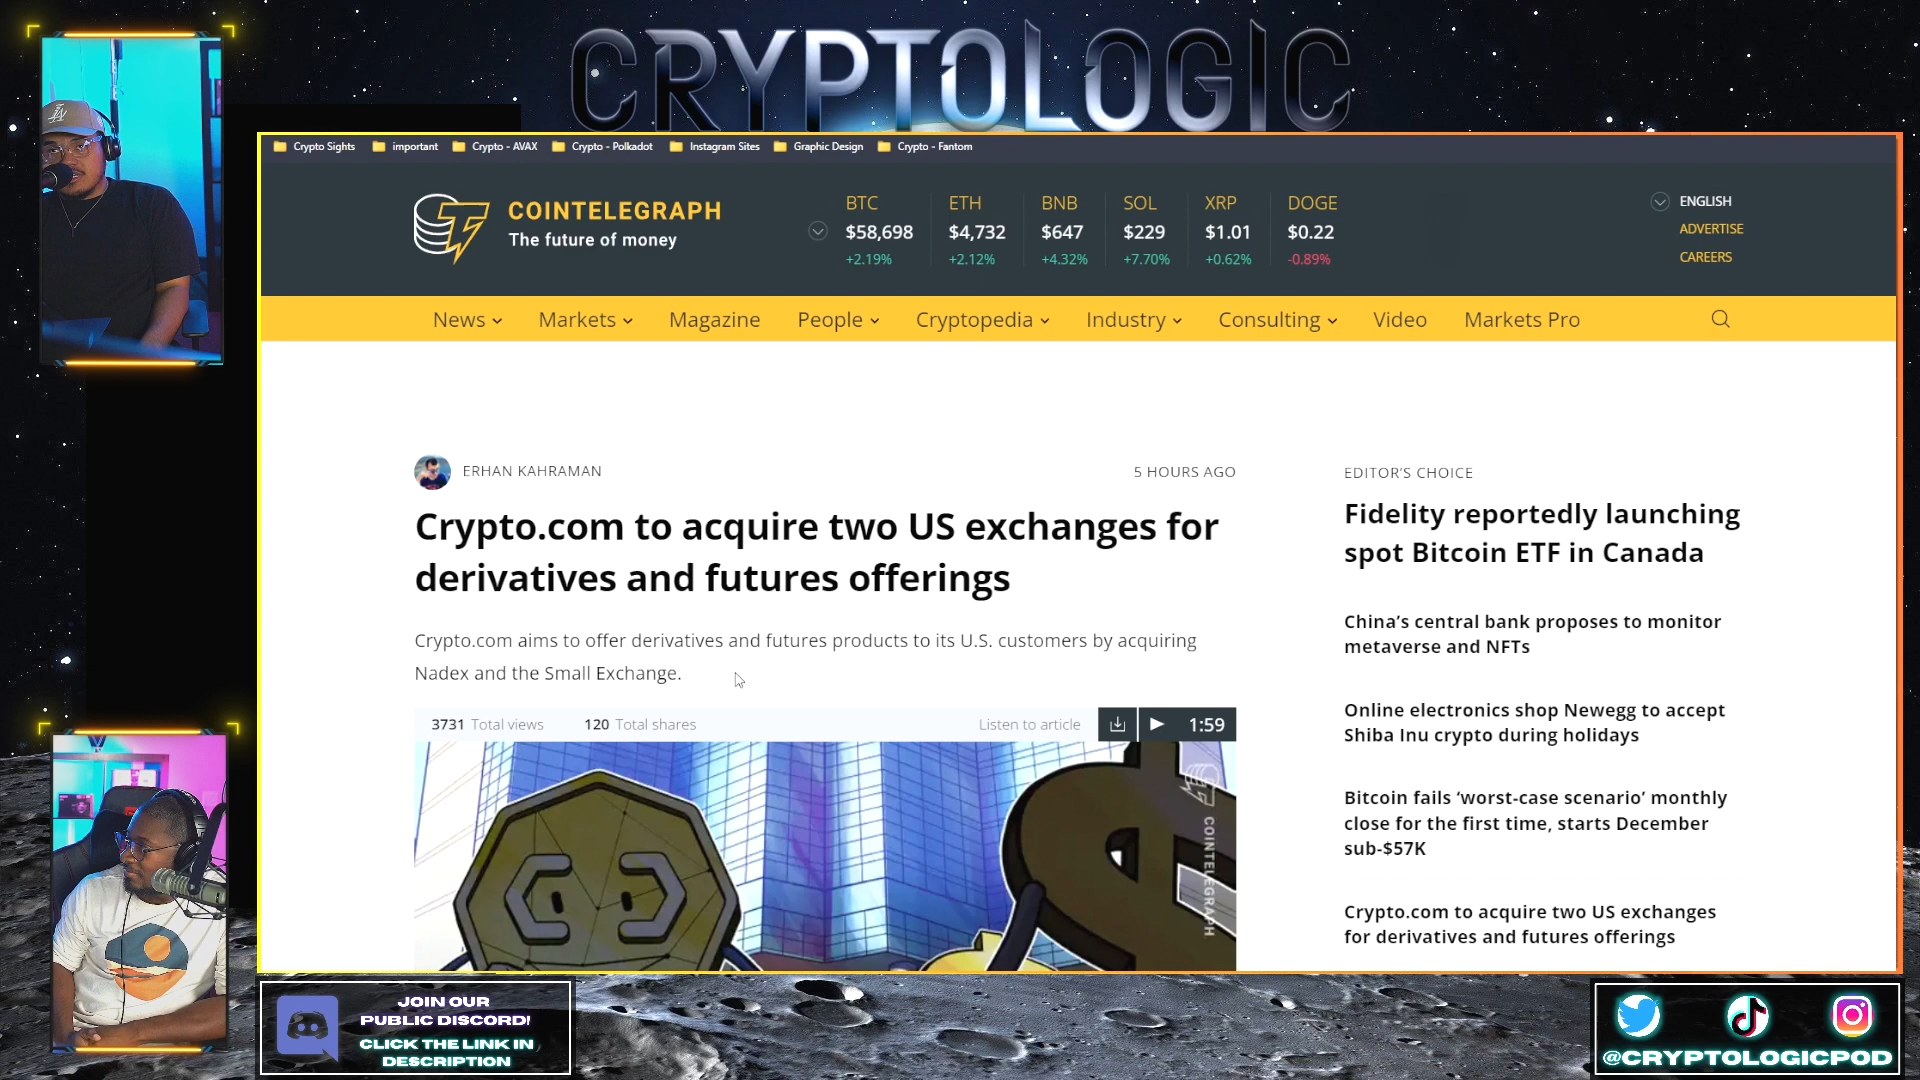 CRYPTOLOGIC
Crypto Sights
important
Crypto - AVAX
Crypto - Polkadot
Instagram Sites
Graphic Design
Crypto - Fantom
COINTELEGRAPH
The future of money
BTC
$58,698
+2.19%
ETH
$4,732
+2.12%
BNB
$647
+4.32%
SOL
$229
+7.70%
XRP
$1.01
+0.62%
DOGE
$0.22
-0.89%
ENGLISH
ADVERTISE
CAREERS
News
Markets
Magazine
People
Cryptopedia
Industry
Consulting
Video
Markets Pro
ERHAN KAHRAMAN
5 HOURS AGO
Crypto.com to acquire two US exchanges for
derivatives and futures offerings
Crypto.com aims to offer derivatives and futures products to its U.S. customers by acquiring
Nadex and the Small Exchange.
3731 Total views
120 Total shares
Listen to article
1:59
COINTELEGRAPH
EDITOR'S CHOICE
Fidelity reportedly launching
spot Bitcoin ETF in Canada
China's central bank proposes to monitor
metaverse and NFTs
Online electronics shop Newegg to accept
Shiba Inu crypto during holidays
Bitcoin fails ‘worst-case scenario’ monthly
close for the first time, starts December
sub-$57K
Crypto.com to acquire two US exchanges
for derivatives and futures offerings
JOIN OUR
PUBLIC DISCORD!
CLICK THE LINK IN
DESCRIPTION
@CRYPTOLOGICPOD